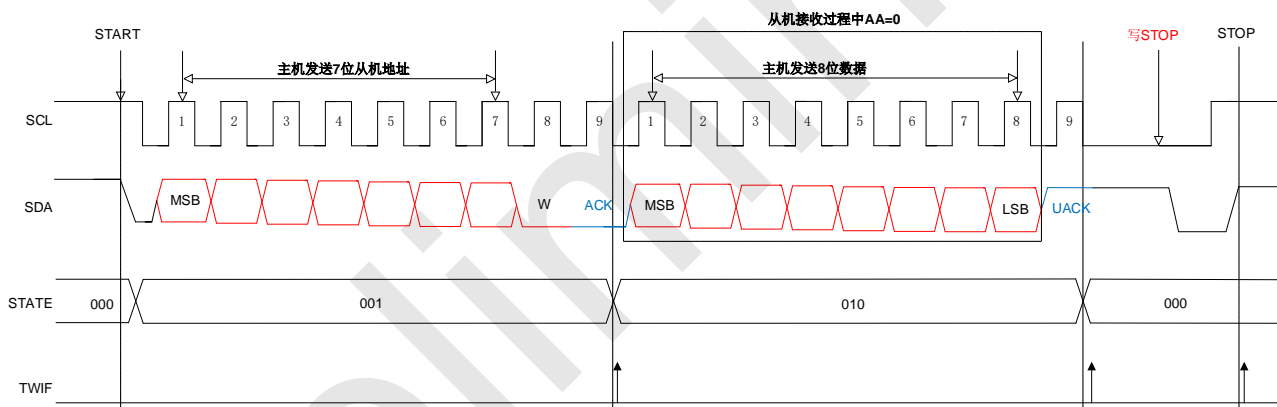 从机接收过程中AA=0
START
写STOP
STOP
主机发送7位从机地址
主机发送8位数据
SCL 1 2 3 4 5 6 7 8 9 1 2 3 4 5 6 7 8 9
SDA MSB W ACK MSB LSB UACK
STATE 000 001 010 000
TWIF